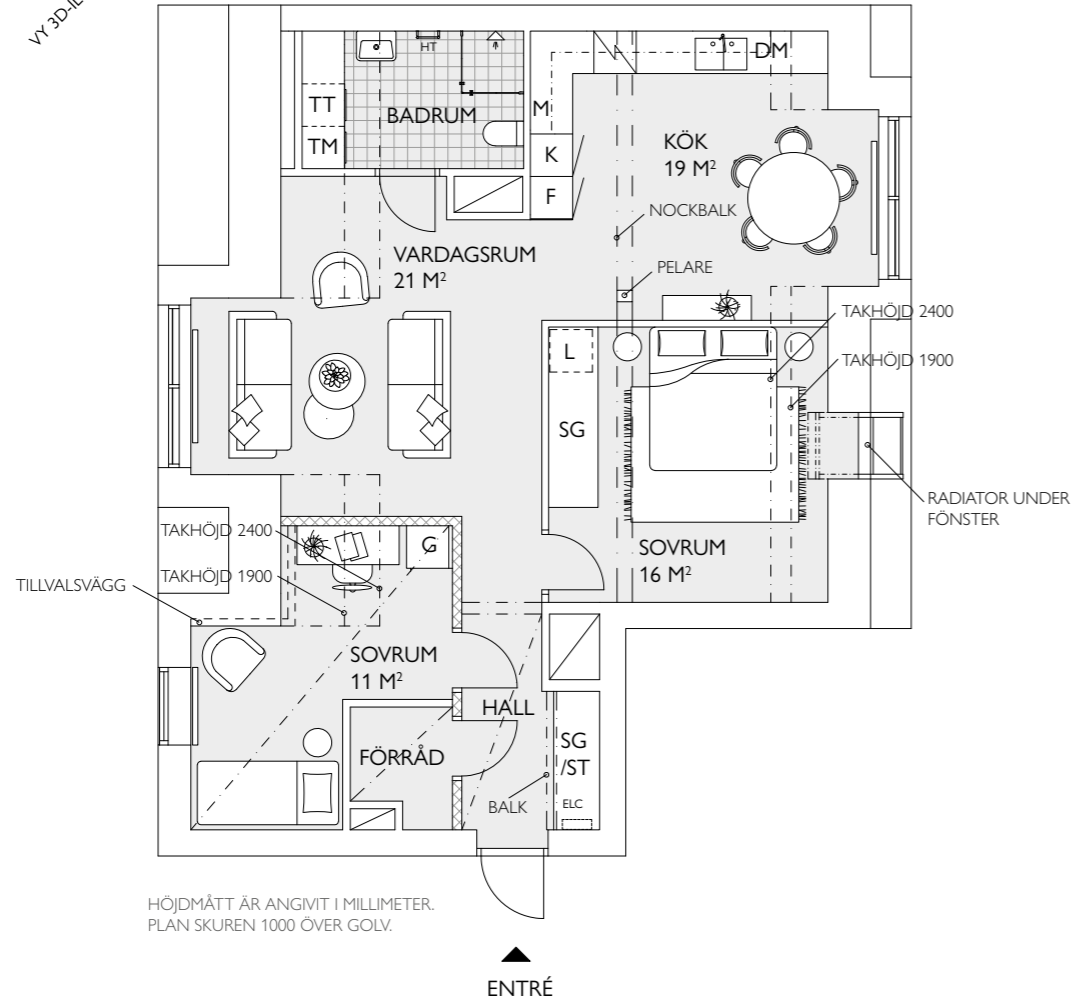 VY 3D-
HT
DM
TT
BADRUM
M
TM
K
KÖK
19 M²
F
NOCKBALK
VARDAGSRUM
21 M²
PELARE
TAKHÖJD 2400
L
TAKHÖJD 1900
SG
RADIATOR UNDER
FÖNSTER
TAKHÖJD 2400
G
SOVRUM
16 M²
TAKHÖJD 1900
TILLVALSVÄGG
SOVRUM
11 M²
HALL
SG
/ST
FÖRRÅD
BALK
ELC
HÖJDMÅTT ÄR ANGIVIT I MILLIMETER.
PLAN SKUREN 1000 ÖVER GOLV.
ENTRÉ